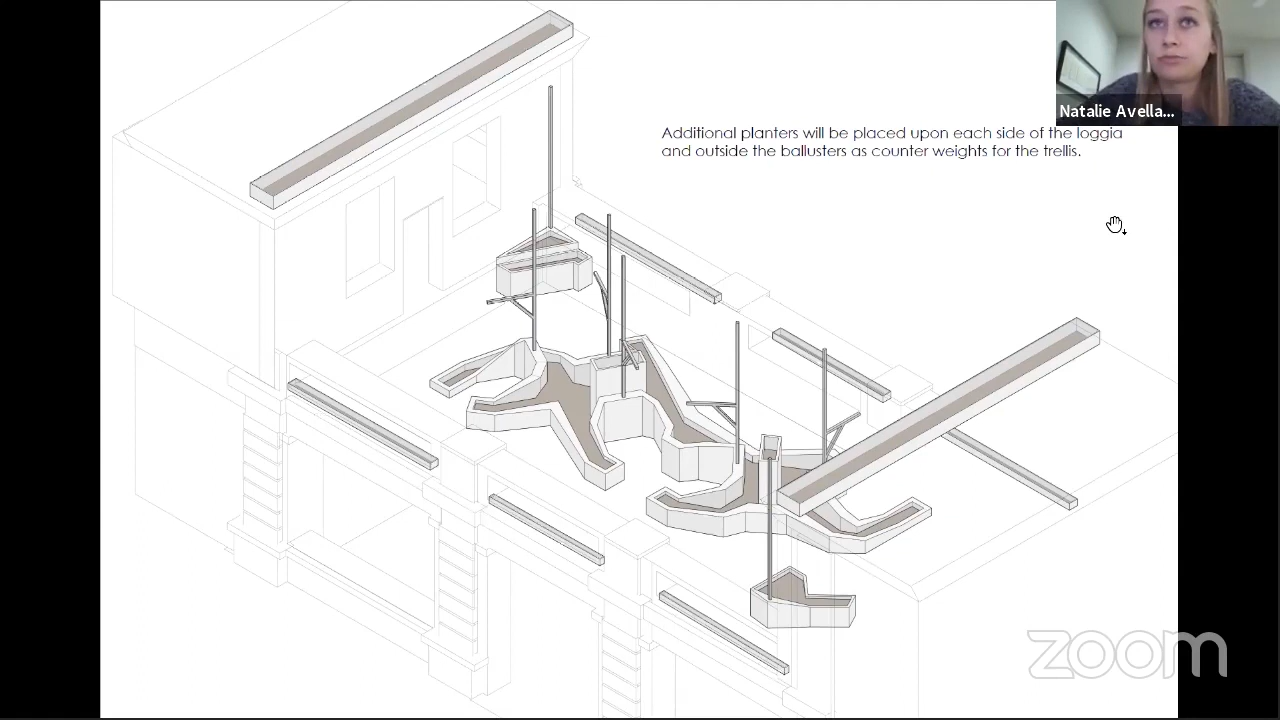 Natalie Avella...
Additional planters will be placed upon each side of the loggia
and outside the ballusters as counter weights for the trellis.
zoom